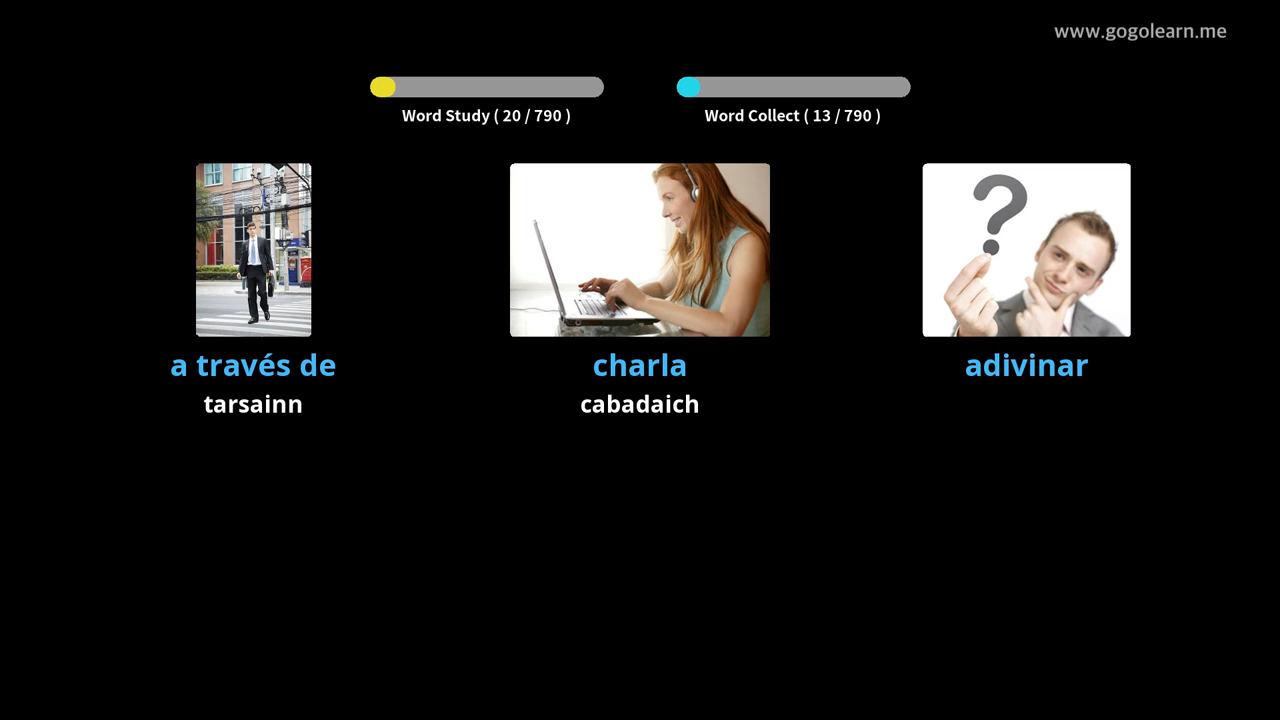 www.gogolearn.me
Word Study ( 20 / 790 )
Word Collect ( 13 / 790 )
a través de
tarsainn
charla
cabadaich
adivinar